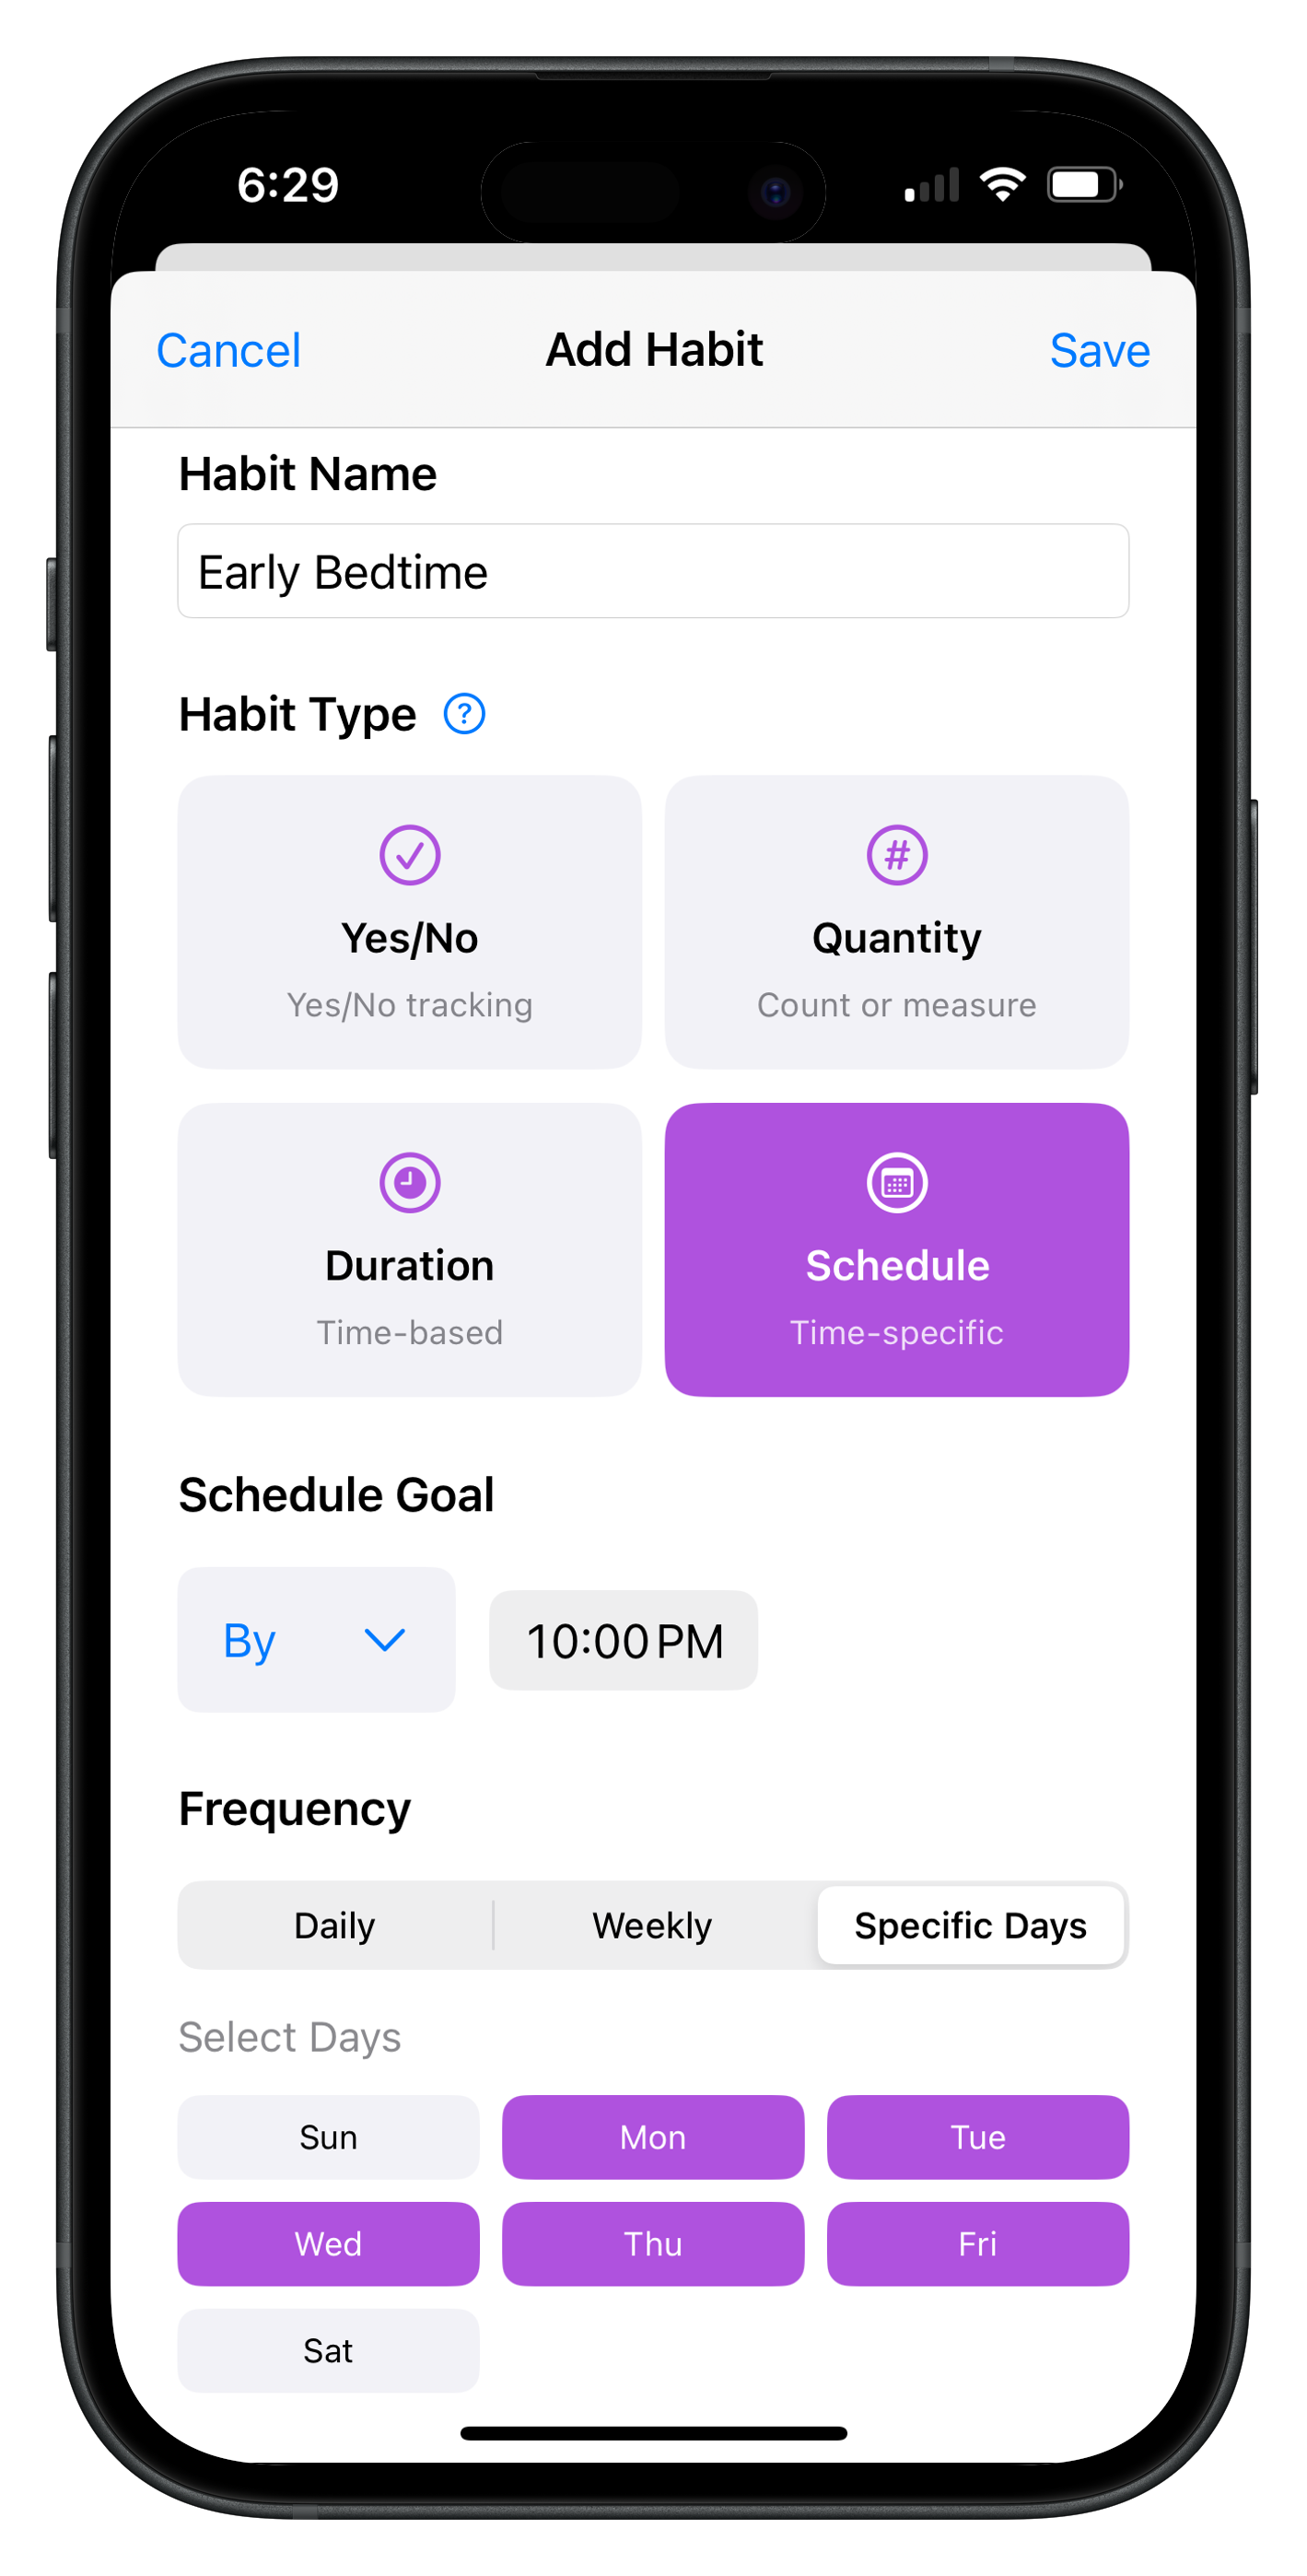 6:29
Cancel Add Habit Save
Habit Name
Early Bedtime
Habit Type ?
Yes/No Quantity
Yes/No tracking Count or measure
Duration Schedule
Time-based Time-specific
Schedule Goal
By 10:00 PM
Frequency
Daily Weekly Specific Days
Select Days
Sun Mon Tue
Wed Thu Fri
Sat